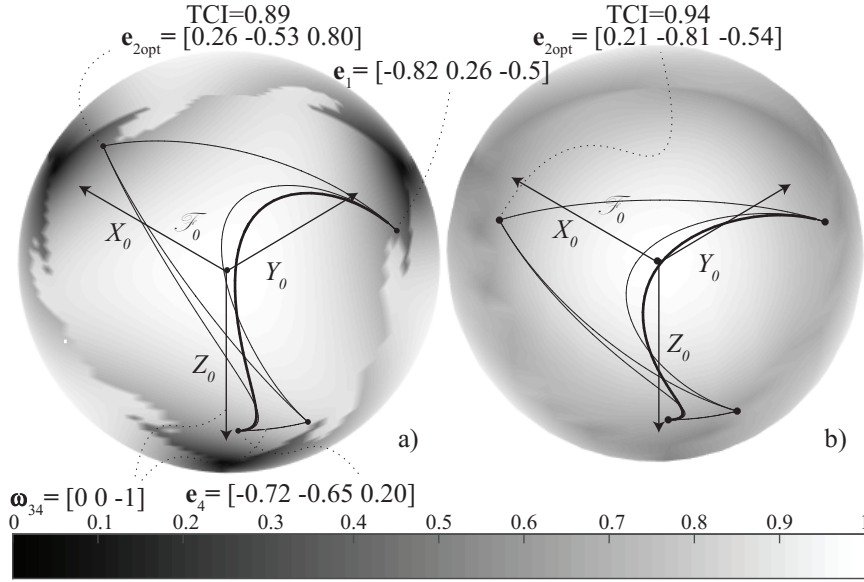 TCI=0.89
e2opt= [0.26 -0.53 0.80]
TCI=0.94
e2opt= [0.21 -0.81 -0.54]
e1= [-0.82 0.26 -0.5]
X0
ℱ0
Y0
Z0
a)
X0
ℱ0
Y0
Z0
b)
ω34 = [0 0 -1]
e4= [-0.72 -0.65 0.20]
0 0.1 0.2 0.3 0.4 0.5 0.6 0.7 0.8 0.9 1